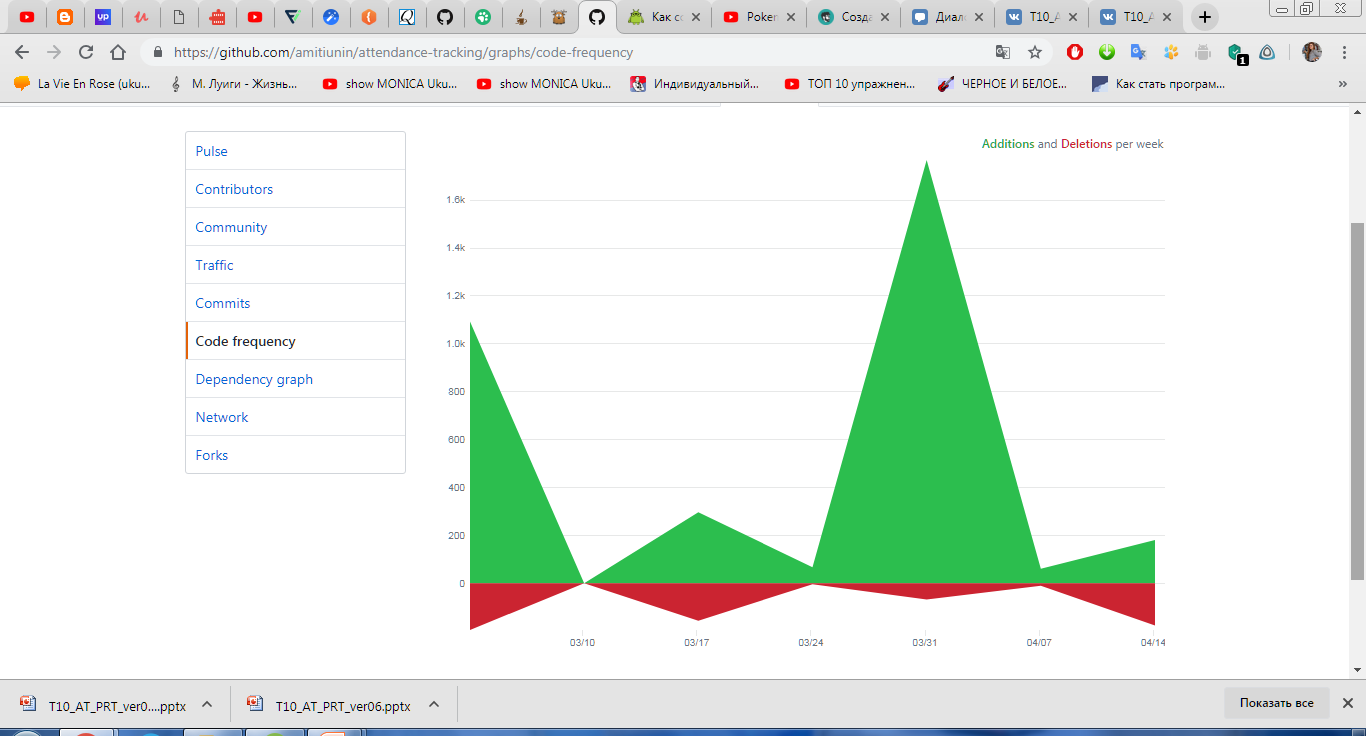 Как со
Poker
Созда
Диал
T10_A
T10_A
https://github.com/amitiunin/attendance-tracking/graphs/code-frequency
La Vie En Rose (uku...
М. Луиги - Жизнь...
show MONICA Uku...
show MONICA Uku...
Индивидуальный...
ТОП 10 упражнен...
ЧЕРНОЕ И БЕЛОЕ...
Как стать програм...
Pulse
Contributors
Community
Traffic
Commits
Code frequency
Dependency graph
Network
Forks
Additions and Deletions per week
1.6k
1.4k
1.2k
1.0k
800
600
400
200
0
03/10
03/17
03/24
03/31
04/07
04/14
T10_AT_PRT_ver0....pptx
T10_AT_PRT_ver06.pptx
Показать все